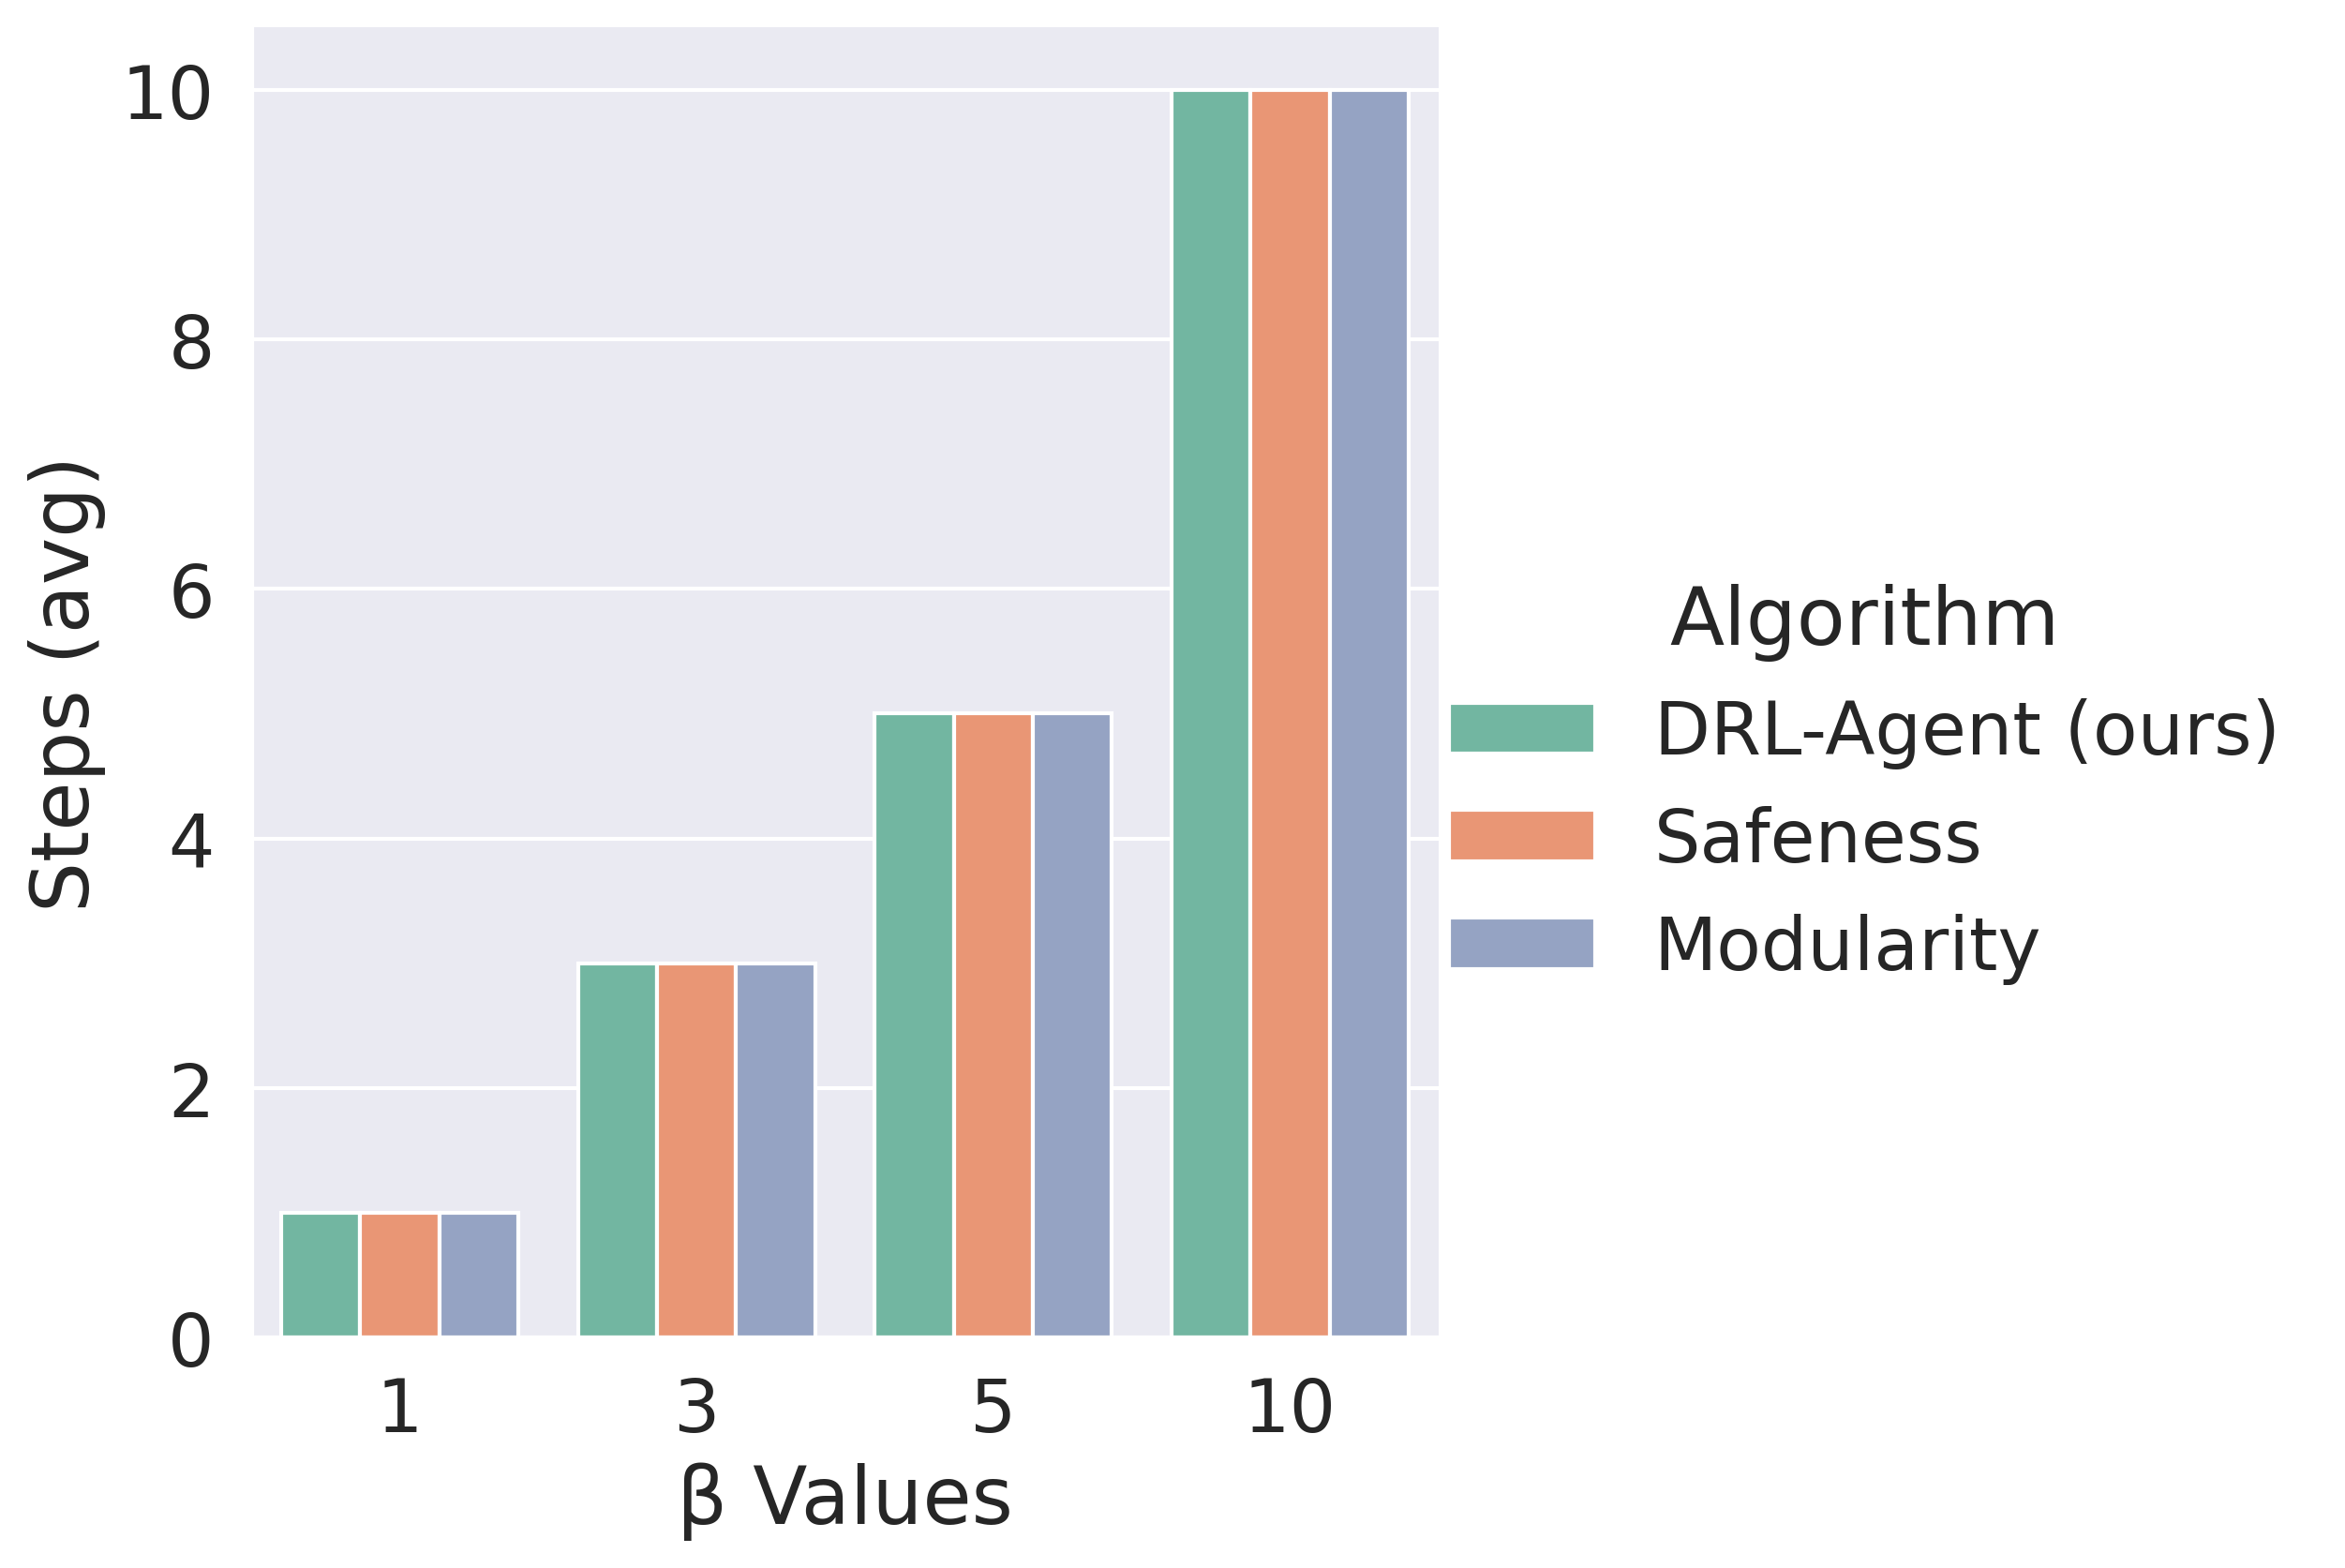 10
8
6
4
2
0
Steps (avg)
1 3 5 10
β Values
Algorithm
DRL-Agent (ours)
Safeness
Modularity